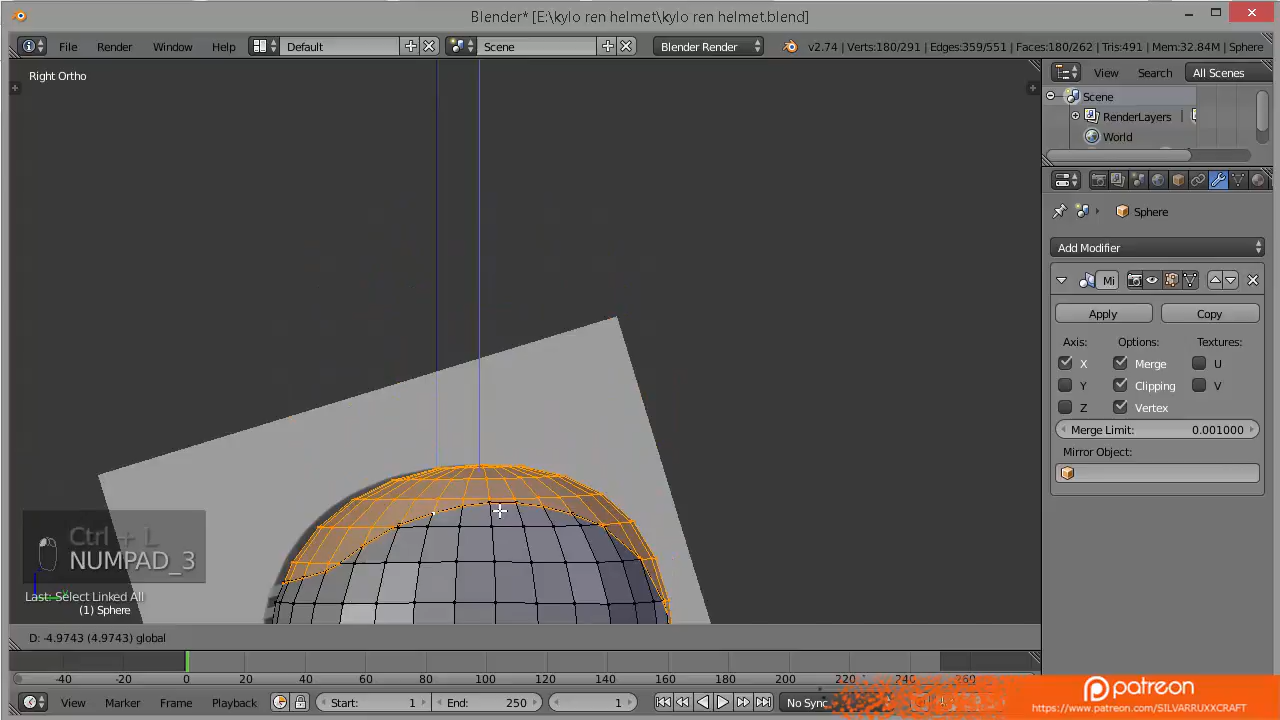 Blender* [E:\kylo ren helmet\kylo ren helmet.blend]
File Render Window Help Default Scene Blender Render v2.74 | Verts:180/291 | Edges:359/551 | Faces:180/262 | Tris:491 | Mem:32.84M | Sphere
Right Ortho
View Search All Scenes
Scene
RenderLayers
World
Sphere
Add Modifier
Mi
Apply Copy
Axis: Options: Textures:
X Merge U
Y Clipping V
Z Vertex
Merge Limit: 0.001000
Mirror Object:
Ctrl + L
NUMPAD_3
Last: Select Linked All
(1) Sphere
D: -4.9743 (4.9743) global
-40 -20 0 20 40 60 80 100 120 140 160 180 200 220 240 260
View Marker Frame Playback Start: 1 End: 250 1 No Sync
patreon
https://www.patreon.com/SILVARRUXXCRAFT